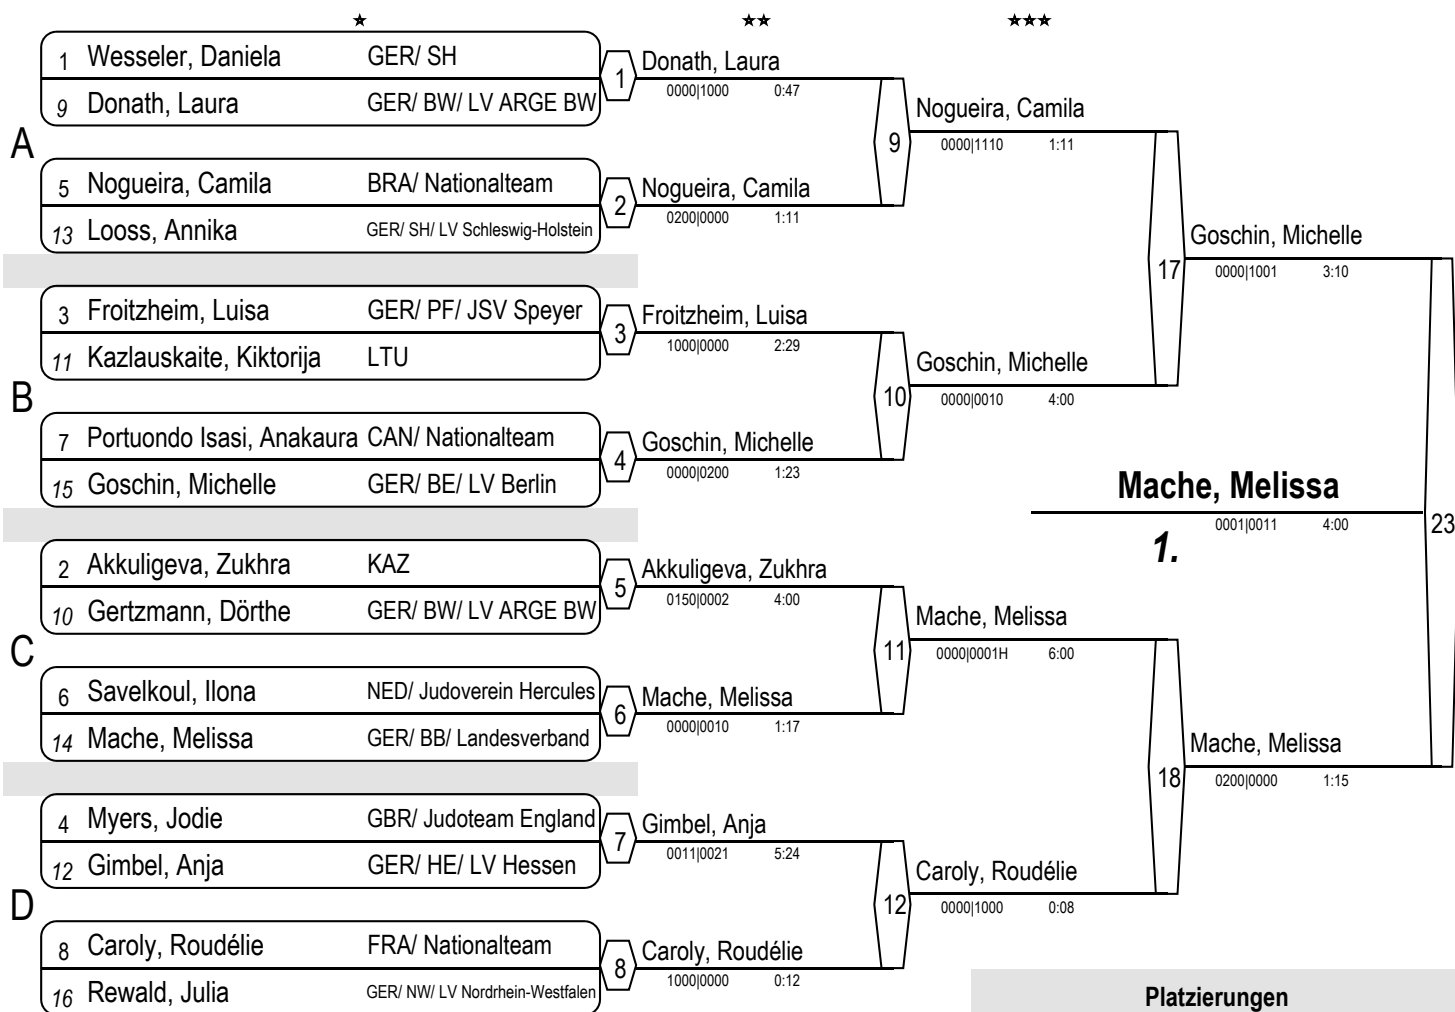 ★ ★★ ★★★
1 Wesseler, Daniela GER/ SH
9 Donath, Laura GER/ BW/ LV ARGE BW
1 Donath, Laura
0000|1000 0:47
A
9 Nogueira, Camila
0000|1110 1:11
5 Nogueira, Camila BRA/ Nationalteam
13 Looss, Annika GER/ SH/ LV Schleswig-Holstein
2 Nogueira, Camila
0200|0000 1:11
17 Goschin, Michelle
0000|1001 3:10
3 Froitzheim, Luisa GER/ PF/ JSV Speyer
11 Kazlauskaite, Kiktorija LTU
3 Froitzheim, Luisa
1000|0000 2:29
B
10 Goschin, Michelle
0000|0010 4:00
7 Portuondo Isasi, Anakaura CAN/ Nationalteam
15 Goschin, Michelle GER/ BE/ LV Berlin
4 Goschin, Michelle
0000|0200 1:23
Mache, Melissa
0001|0011 4:00
23
1.
2 Akkuligeva, Zukhra KAZ
10 Gertzmann, Dörthe GER/ BW/ LV ARGE BW
5 Akkuligeva, Zukhra
0150|0002 4:00
C
11 Mache, Melissa
0000|0001H 6:00
6 Savelkoul, Ilona NED/ Judoverein Hercules
14 Mache, Melissa GER/ BB/ Landesverband
6 Mache, Melissa
0000|0010 1:17
18 Mache, Melissa
0200|0000 1:15
4 Myers, Jodie GBR/ Judoteam England
12 Gimbel, Anja GER/ HE/ LV Hessen
7 Gimbel, Anja
0011|0021 5:24
D
12 Caroly, Roudélie
0000|1000 0:08
8 Caroly, Roudélie FRA/ Nationalteam
16 Rewald, Julia GER/ NW/ LV Nordrhein-Westfalen
8 Caroly, Roudélie
1000|0000 0:12
Platzierungen